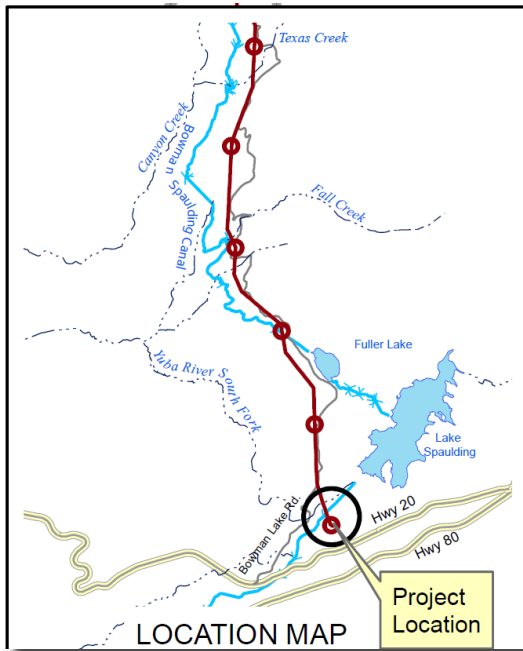 Texas Creek
Canyon Creek
Bowman
Spaulding Canal
Fall Creek
Fuller Lake
Yuba River South Fork
Lake
Spaulding
Bowman Lake Rd.
Hwy 20
Hwy 80
Project
Location
LOCATION MAP